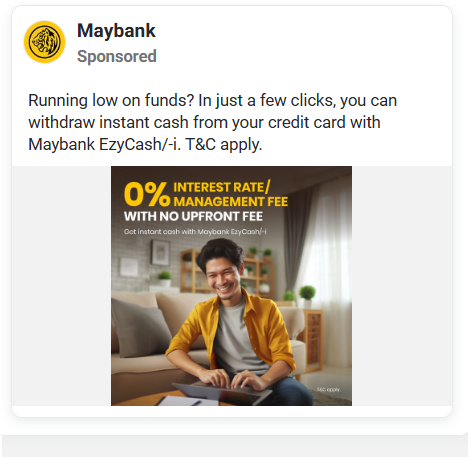 Maybank
Sponsored
Running low on funds? In just a few clicks, you can
withdraw instant cash from your credit card with
Maybank EzyCash/-i. T&C apply.
0% INTEREST RATE/
MANAGEMENT FEE
WITH NO UPFRONT FEE
Get instant cash with Maybank EzyCash/-i
T&C apply.